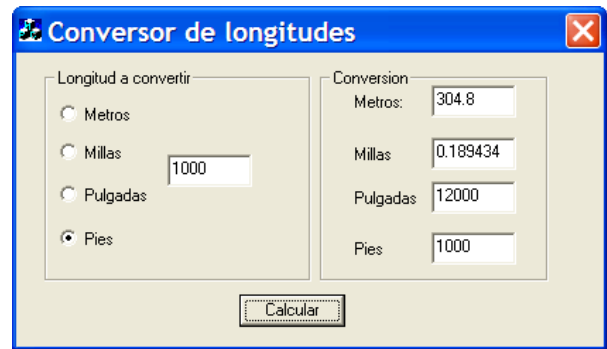 Conversor de longitudes
Longitud a convertir
Metros
Millas
1000
Pulgadas
Pies
Conversion
Metros: 304.8
Millas 0.189434
Pulgadas 12000
Pies 1000
Calcular